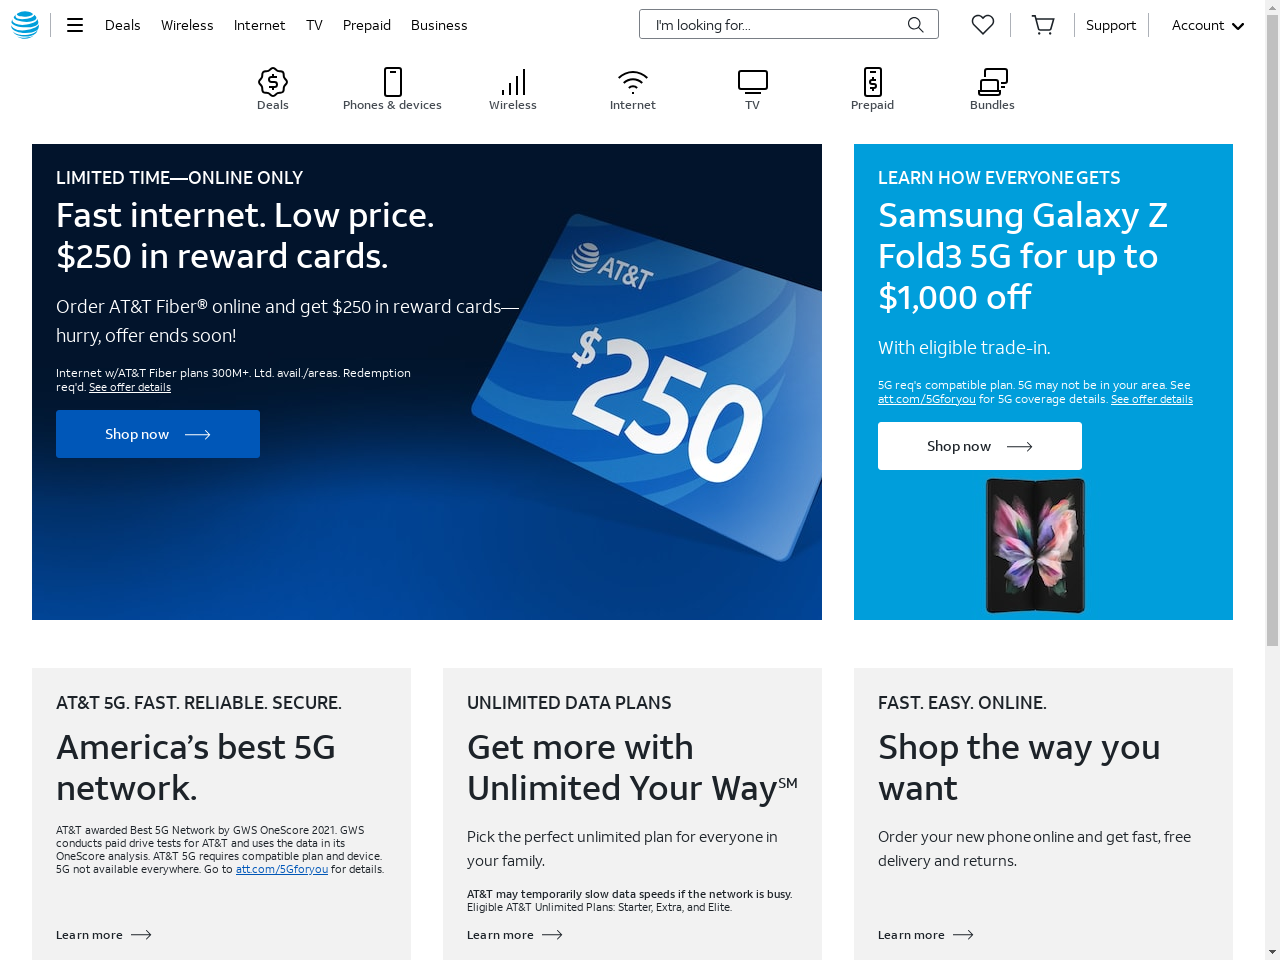 Deals Wireless Internet TV Prepaid Business I'm looking for... Support Account
Deals Phones & devices Wireless Internet TV Prepaid Bundles
LIMITED TIME—ONLINE ONLY
Fast internet. Low price.
$250 in reward cards.
Order AT&T Fiber® online and get $250 in reward cards—
hurry, offer ends soon!
Internet w/AT&T Fiber plans 300M+. Ltd. avail./areas. Redemption
req'd. See offer details
Shop now
AT&T
$250
LEARN HOW EVERYONE GETS
Samsung Galaxy Z
Fold3 5G for up to
$1,000 off
With eligible trade-in.
5G req's compatible plan. 5G may not be in your area. See
att.com/5Gforyou for 5G coverage details. See offer details
Shop now
AT&T 5G. FAST. RELIABLE. SECURE.
America's best 5G
network.
AT&T awarded Best 5G Network by GWS OneScore 2021. GWS
conducts paid drive tests for AT&T and uses the data in its
OneScore analysis. AT&T 5G requires compatible plan and device.
5G not available everywhere. Go to att.com/5Gforyou for details.
Learn more
UNLIMITED DATA PLANS
Get more with
Unlimited Your Way℠
Pick the perfect unlimited plan for everyone in
your family.
AT&T may temporarily slow data speeds if the network is busy.
Eligible AT&T Unlimited Plans: Starter, Extra, and Elite.
Learn more
FAST. EASY. ONLINE.
Shop the way you
want
Order your new phone online and get fast, free
delivery and returns.
Learn more